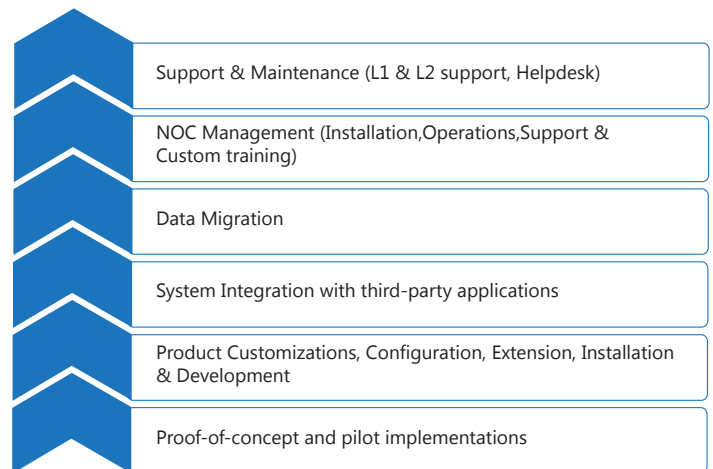 Support & Maintenance (L1 & L2 support, Helpdesk)
NOC Management (Installation,Operations,Support &
Custom training)
Data Migration
System Integration with third-party applications
Product Customizations, Configuration, Extension, Installation
& Development
Proof-of-concept and pilot implementations